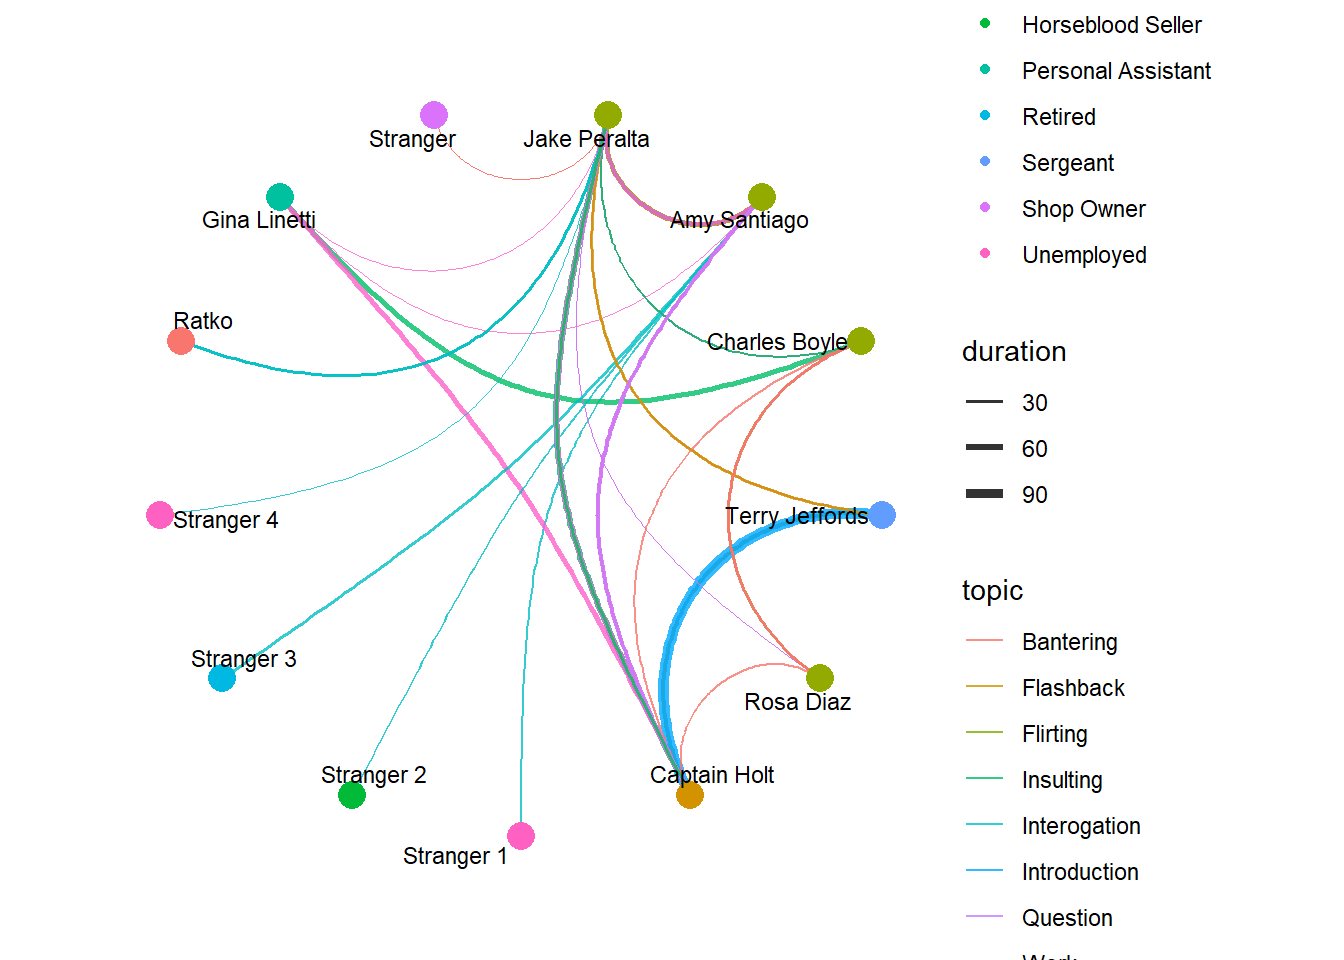 Stranger
Jake Peralta
Gina Linetti
Amy Santiago
Ratko
Charles Boyle
Stranger 4
Terry Jeffords
Stranger 3
Rosa Diaz
Stranger 2
Captain Holt
Stranger 1
Horseblood Seller
Personal Assistant
Retired
Sergeant
Shop Owner
Unemployed
duration
30
60
90
topic
Bantering
Flashback
Flirting
Insulting
Interogation
Introduction
Question